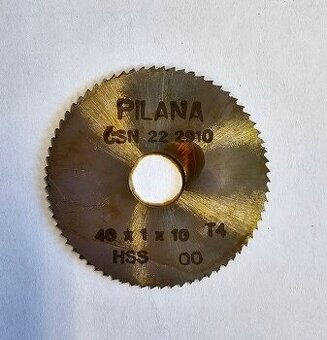 PILANA
ČSN 22 2910
40 x 1 x 10 T4
HSS 00